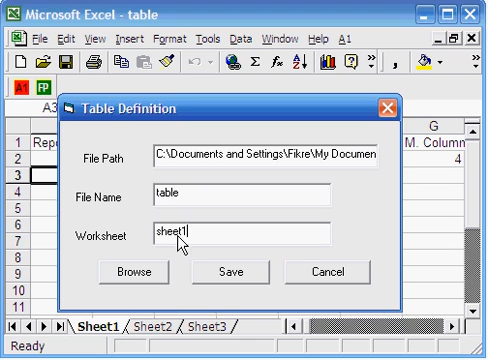 Microsoft Excel - table
File Edit View Insert Format Tools Data Window Help A1
A1 FP
A3
Table Definition
G
1 Repo M. Column
2 4
3
4
5
6
7
8
9
10
11
File Path C:\Documents and Settings\Fikre\My Documen
File Name table
Worksheet sheet1
Browse Save Cancel
Sheet1 Sheet2 Sheet3
Ready